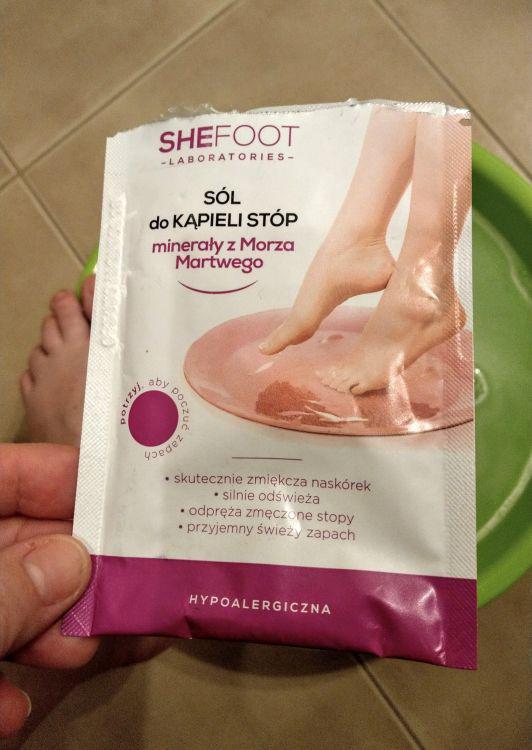 SHEFOOT
-LABORATORIES-
SÓL
do KĄPIELI STÓP
minerały z Morza
Martwego
potrzyj, aby poczuć zapach
• skutecznie zmiękcza naskórek
• silnie odświeża
• odpręża zmęczone stopy
• przyjemny świeży zapach
HYPOALERGICZNA